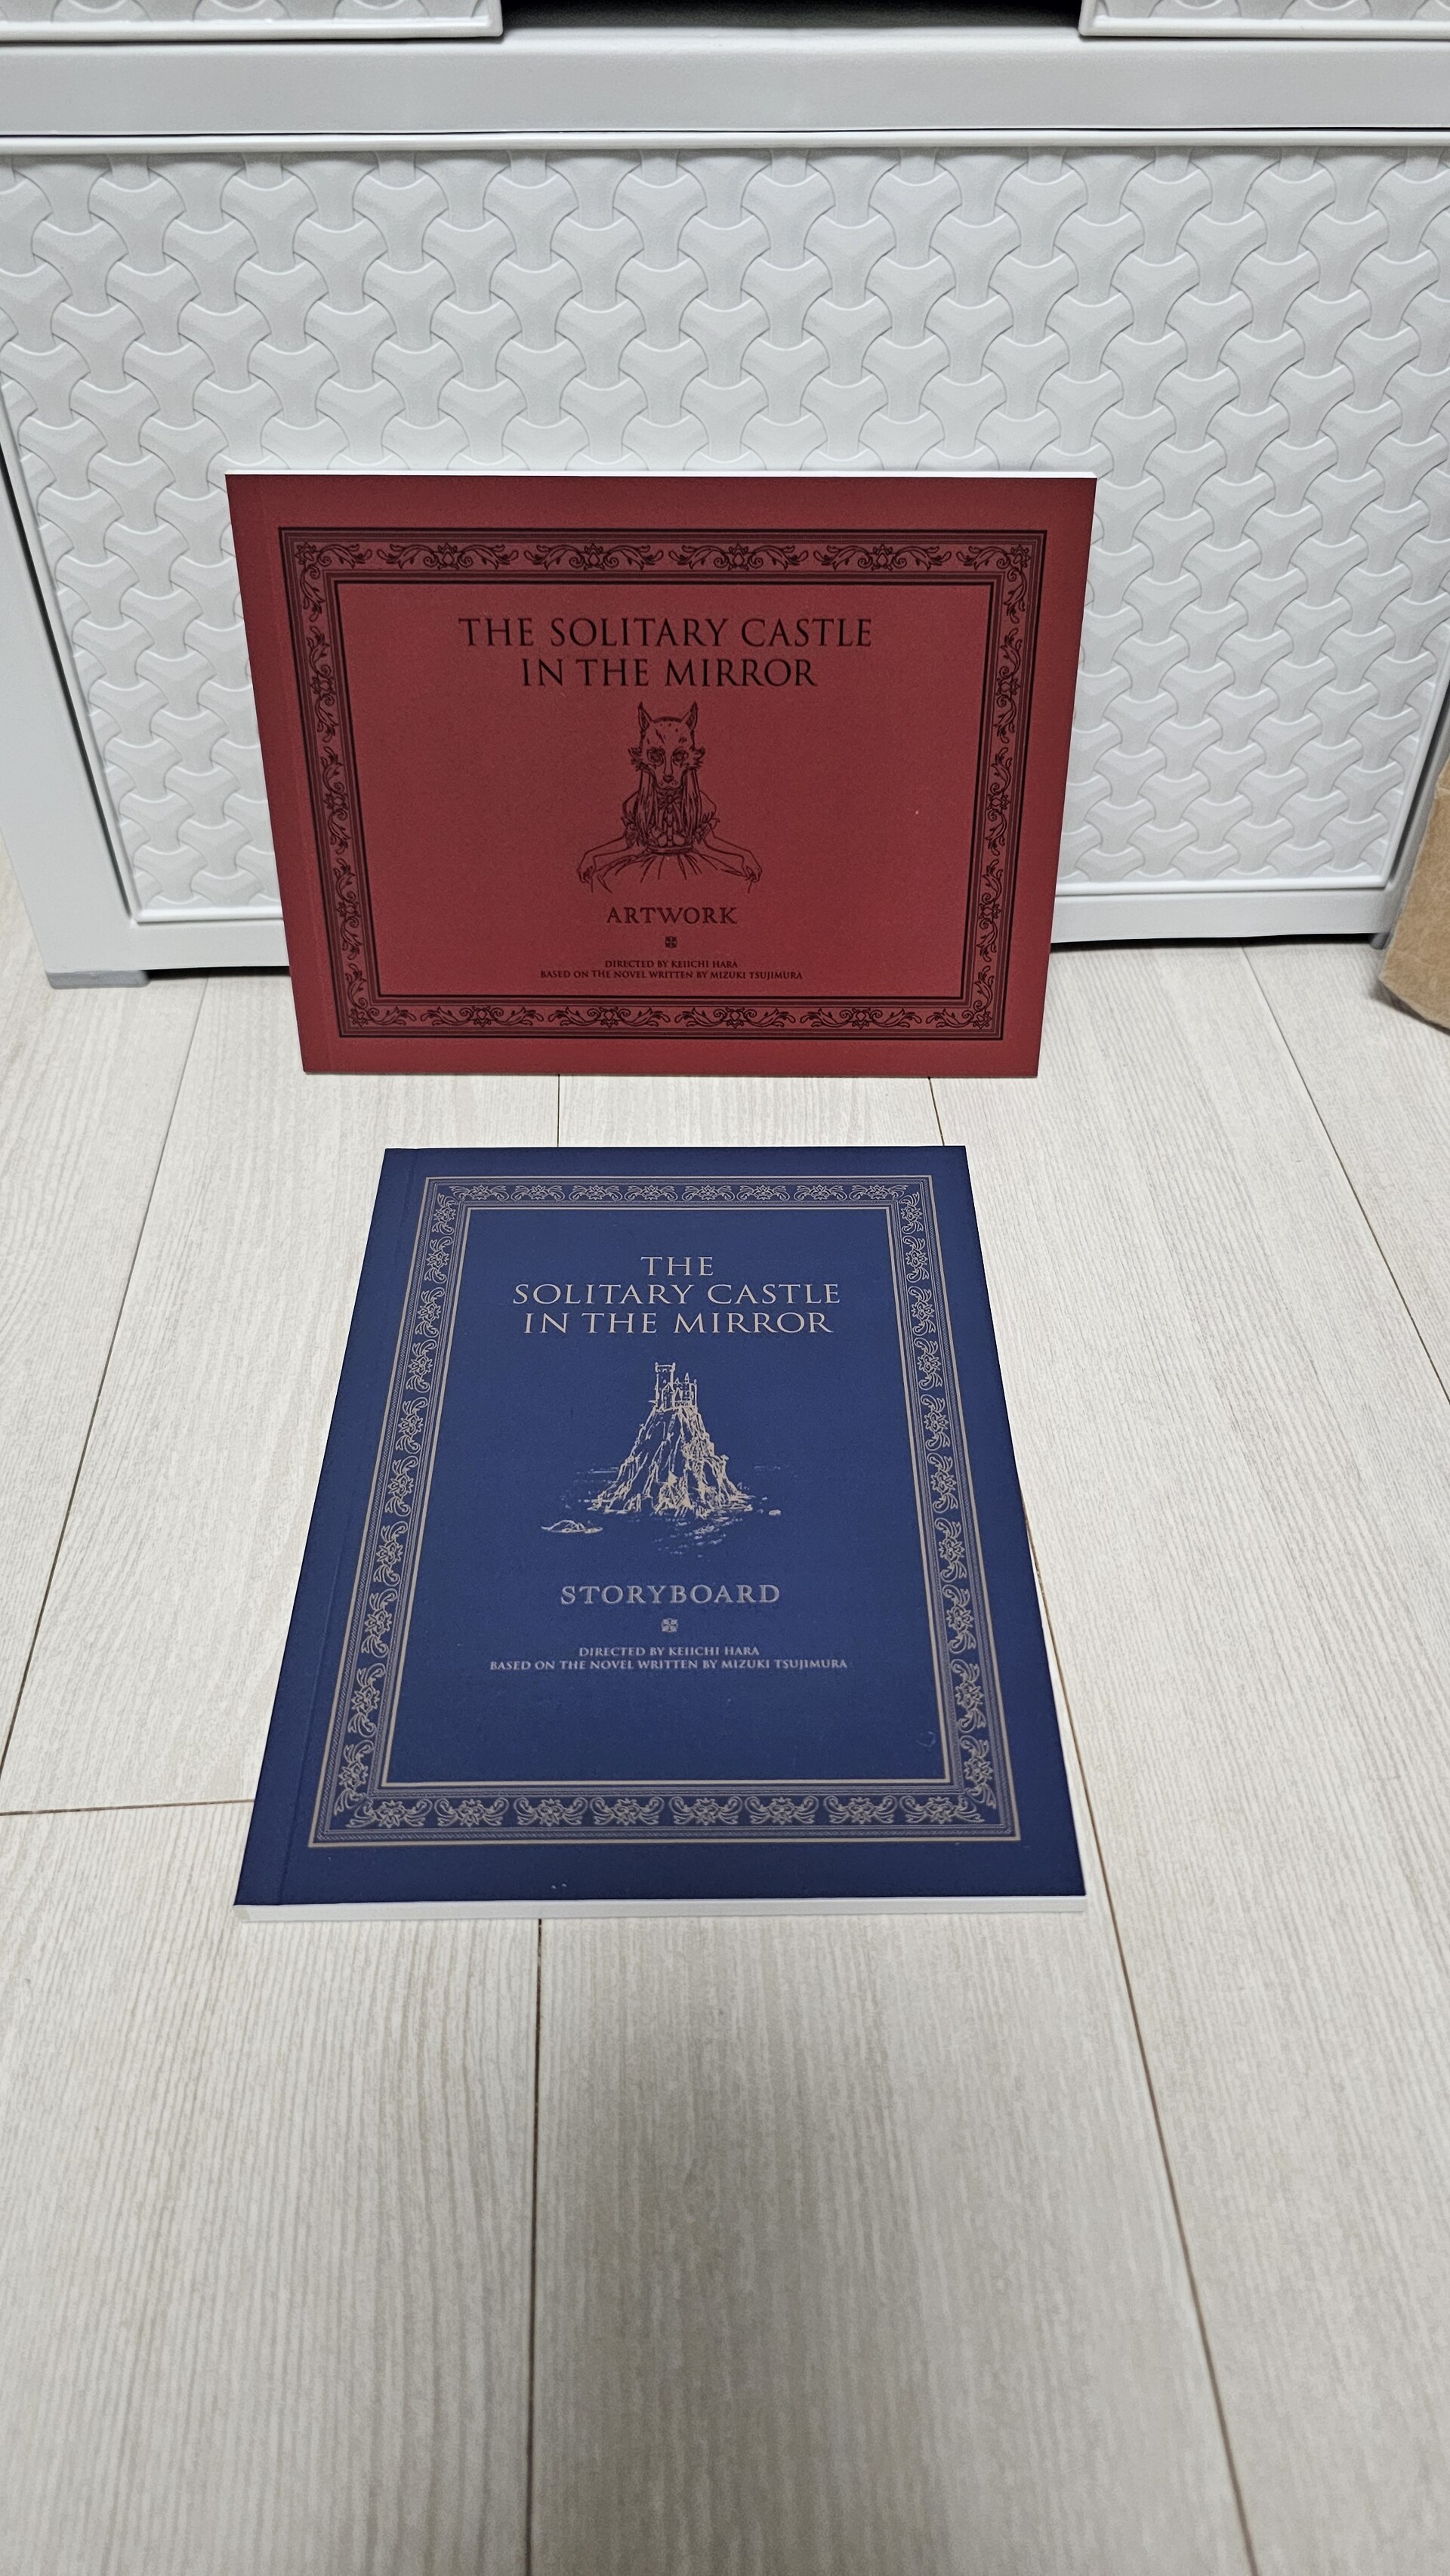 THE SOLITARY CASTLE
IN THE MIRROR
ARTWORK
DIRECTED BY KEIICHI HARA
BASED ON THE NOVEL WRITTEN BY MIZUKI TSUJIMURA
THE
SOLITARY CASTLE
IN THE MIRROR
STORYBOARD
DIRECTED BY KEIICHI HARA
BASED ON THE NOVEL WRITTEN BY MIZUKI TSUJIMURA